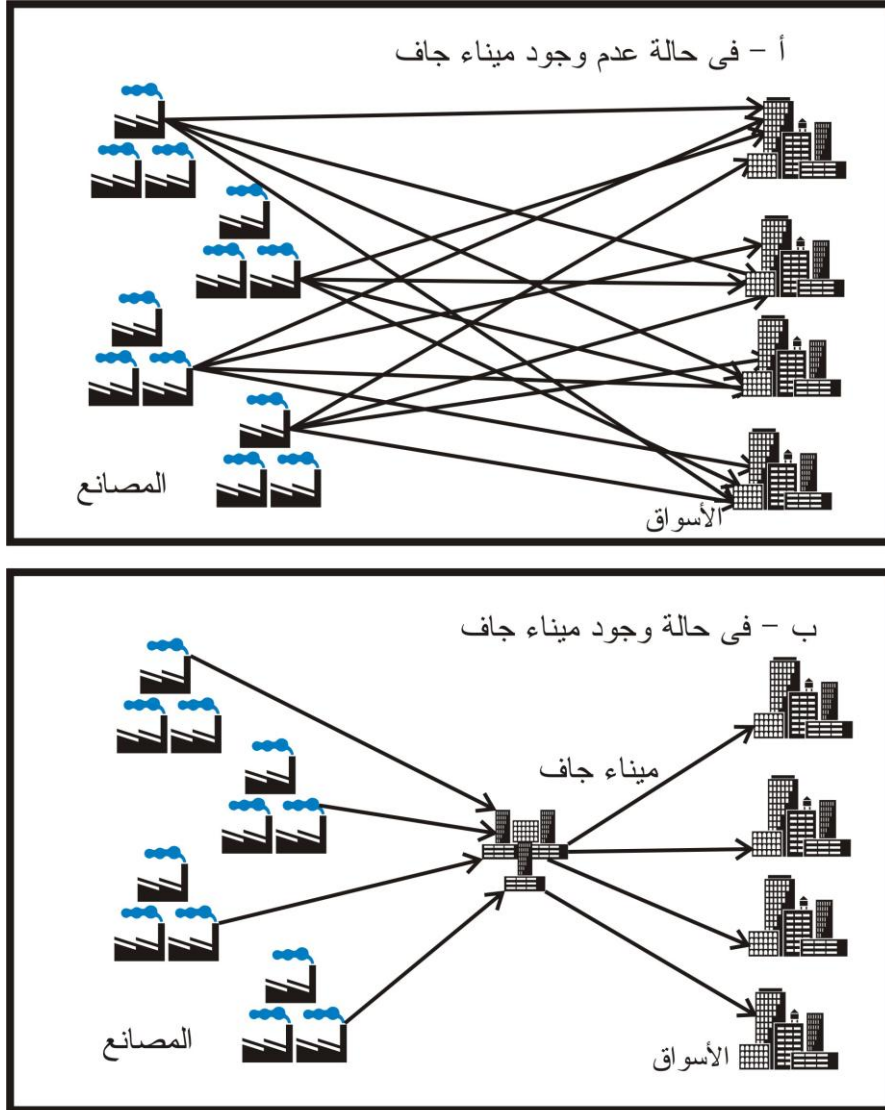 أ - فى حالة عدم وجود ميناء جاف
المصانع
الأسواق
ب - فى حالة وجود ميناء جاف
ميناء جاف
المصانع
الأسواق